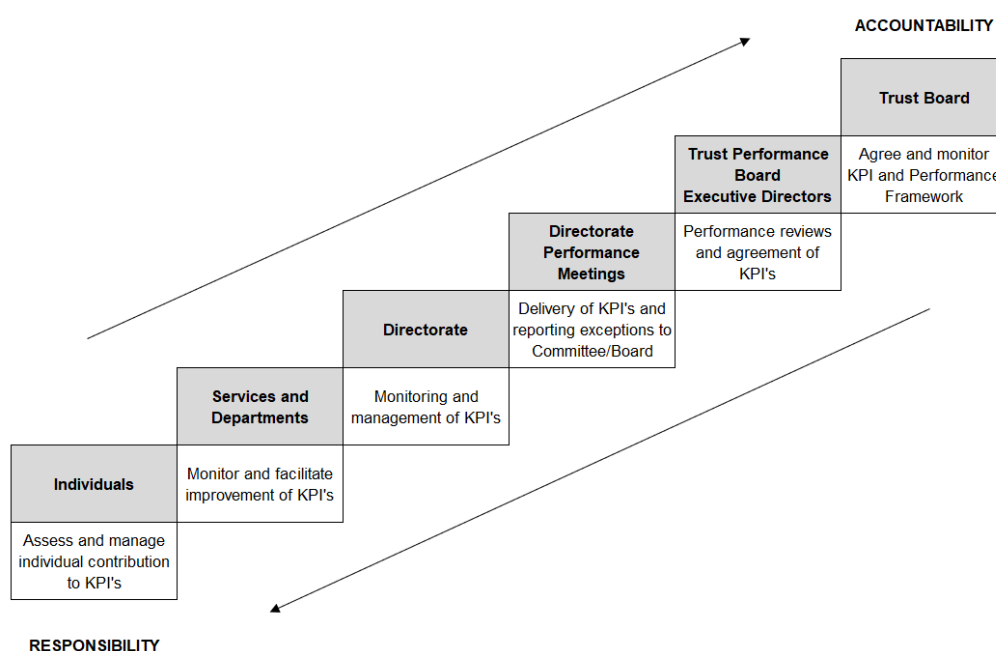 ACCOUNTABILITY
Trust Board
Agree and monitor
KPI and Performance
Framework
Trust Performance
Board
Executive Directors
Performance reviews
and agreement of
KPI's
Directorate
Performance
Meetings
Delivery of KPI's and
reporting exceptions to
Committee/Board
Directorate
Monitoring and
management of KPI's
Services and
Departments
Monitor and facilitate
improvement of KPI's
Individuals
Assess and manage
individual contribution
to KPI's
RESPONSIBILITY